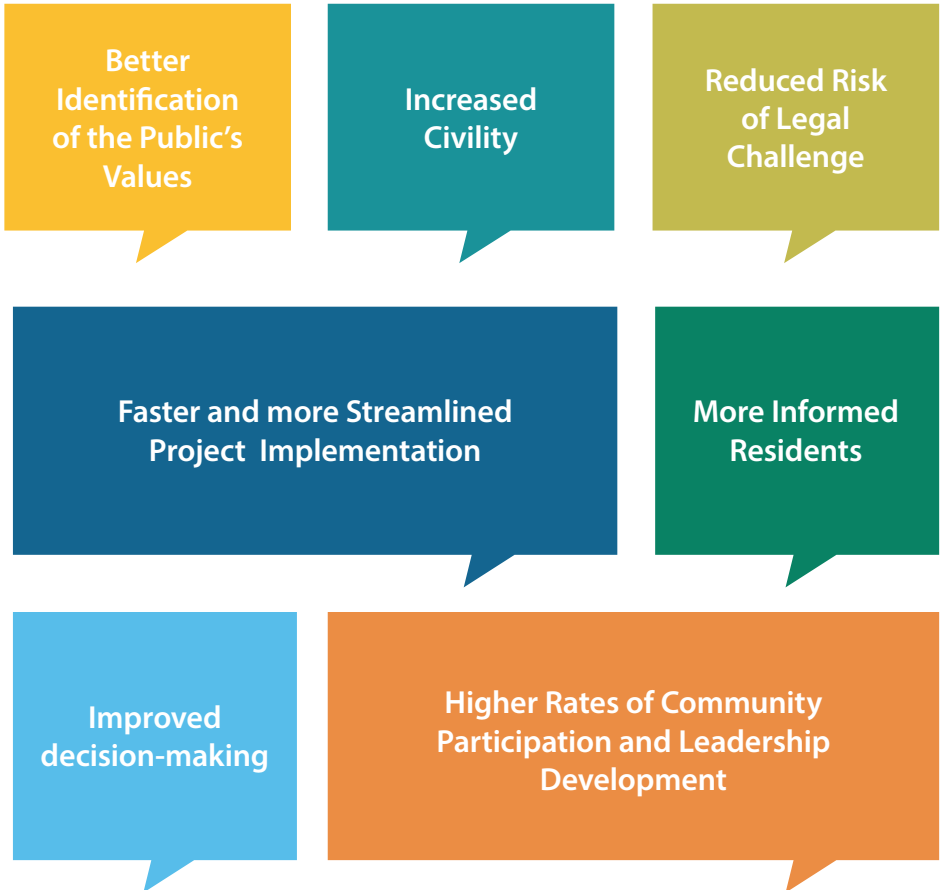 Better
Identification
of the Public's
Values
Increased
Civility
Reduced Risk
of Legal
Challenge
Faster and more Streamlined
Project  Implementation
More Informed
Residents
Improved
decision-making
Higher Rates of Community
Participation and Leadership
Development